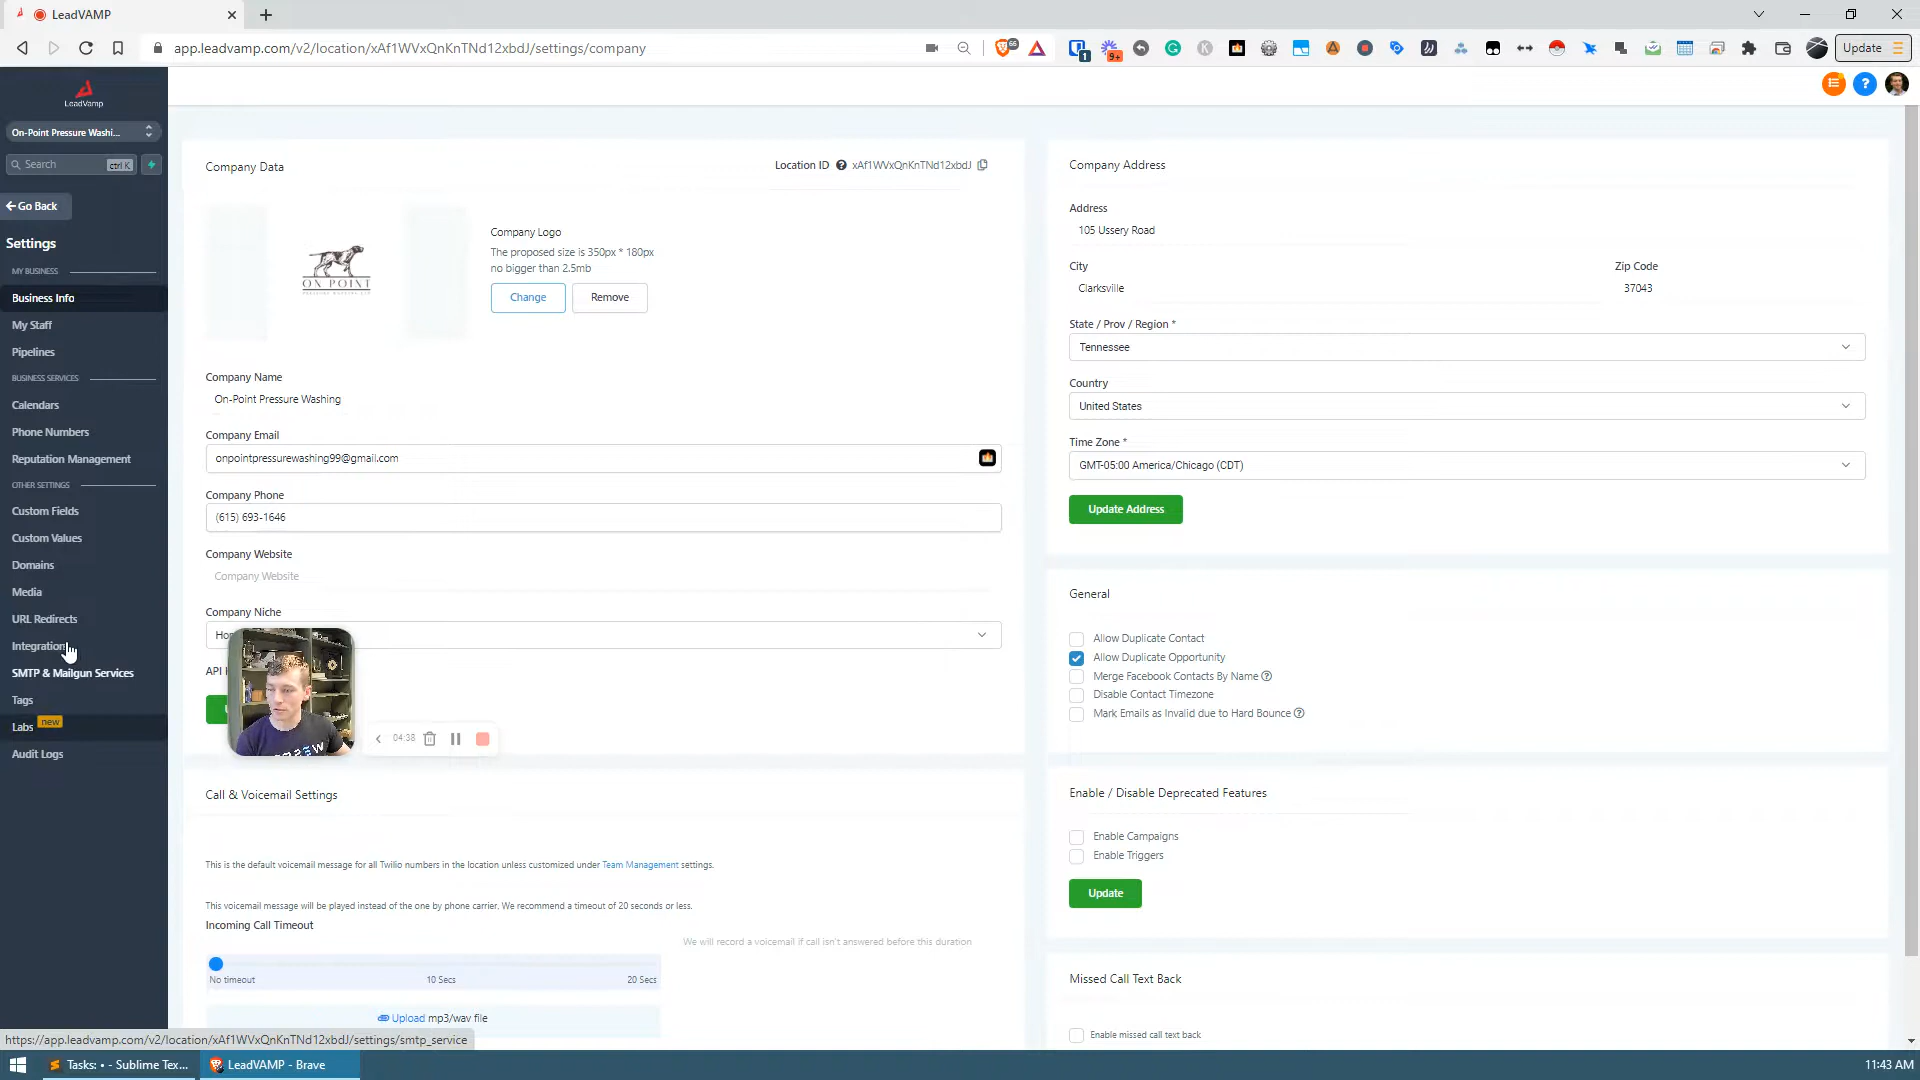 LeadVAMP
app.leadvamp.com/v2/location/xAf1WVxQnKnTNd12xbdJ/settings/company
66
1
9+
Update
LeadVamp
On-Point Pressure Washi...
Search
ctrl K
Go Back
Settings
MY BUSINESS
Business Info
My Staff
Pipelines
BUSINESS SERVICES
Calendars
Phone Numbers
Reputation Management
OTHER SETTINGS
Custom Fields
Custom Values
Domains
Media
URL Redirects
Integration
SMTP & Mailgun Services
Tags
Labs new
Audit Logs
Company Data
Location ID xAf1WVxQnKnTNd12xbdJ
ON POINT
Company Logo
The proposed size is 350px * 180px
no bigger than 2.5mb
Change
Remove
Company Name
On-Point Pressure Washing
Company Email
onpointpressurewashing99@gmail.com
Company Phone
(615) 693-1646
Company Website
Company Website
Company Niche
API
04:38
Call & Voicemail Settings
This is the default voicemail message for all Twilio numbers in the location unless customized under Team Management settings.
This voicemail message will be played instead of the one by phone carrier. We recommend a timeout of 20 seconds or less.
Incoming Call Timeout
We will record a voicemail if call isn't answered before this duration
No timeout
10 Secs
20 Secs
Upload mp3/wav file
Company Address
Address
105 Ussery Road
City
Clarksville
Zip Code
37043
State / Prov / Region *
Tennessee
Country
United States
Time Zone *
GMT-05:00 America/Chicago (CDT)
Update Address
General
Allow Duplicate Contact
Allow Duplicate Opportunity
Merge Facebook Contacts By Name
Disable Contact Timezone
Mark Emails as Invalid due to Hard Bounce
Enable / Disable Deprecated Features
Enable Campaigns
Enable Triggers
Update
Missed Call Text Back
Enable missed call text back
https://app.leadvamp.com/v2/location/xAf1WVxQnKnTNd12xbdJ/settings/smtp_service
Tasks: • - Sublime Tex...
LeadVAMP - Brave
11:43 AM